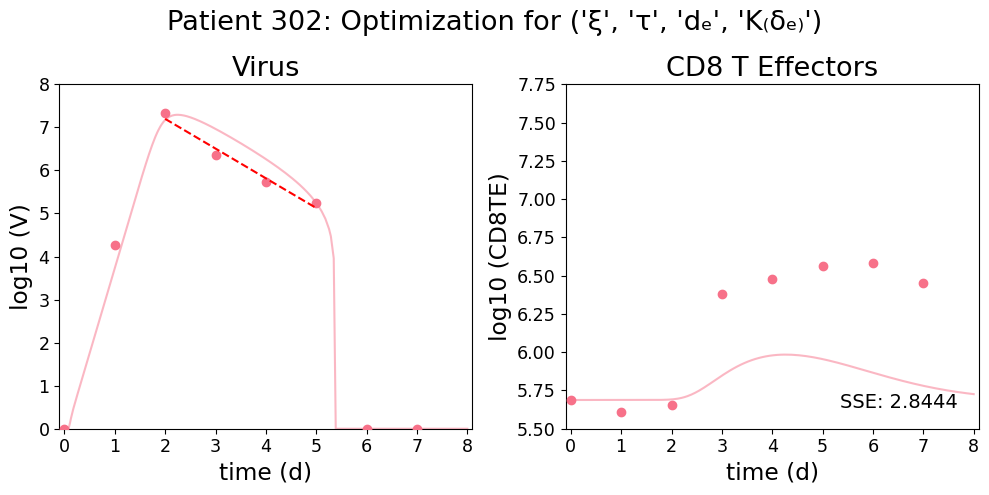 Patient 302: Optimization for ('ξ', 'τ', 'dₑ', 'K₍δₑ₎')
Virus
CD8 T Effectors
log10 (V)
8
7
6
5
4
3
2
1
0
0 1 2 3 4 5 6 7 8
time (d)
log10 (CD8TE)
7.75
7.50
7.25
7.00
6.75
6.50
6.25
6.00
5.75
5.50
SSE: 2.8444
0 1 2 3 4 5 6 7 8
time (d)